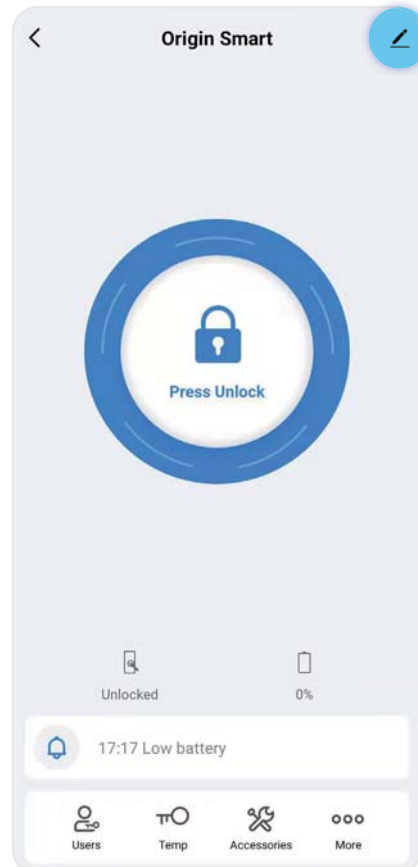 Origin Smart
Press Unlock
Unlocked
0%
17:17 Low battery
Users
Temp
Accessories
More